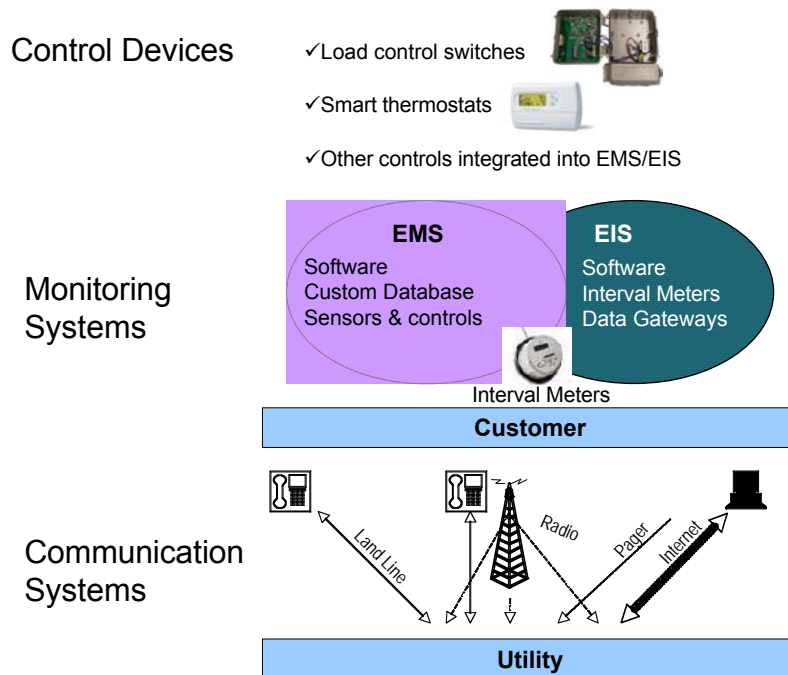 Control Devices
✓Load control switches
✓Smart thermostats
✓Other controls integrated into EMS/EIS
Monitoring
Systems
EMS
Software
Custom Database
Sensors & controls
EIS
Software
Interval Meters
Data Gateways
Interval Meters
Customer
Communication
Systems
Land Line
Radio
Pager
Internet
Utility